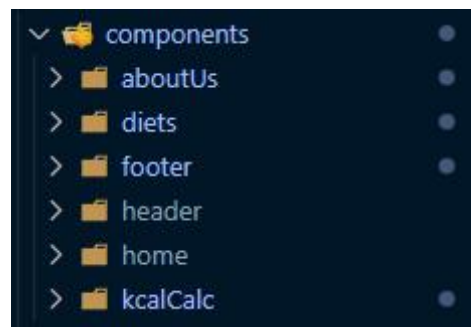 components
aboutUs
diets
footer
header
home
kcalCalc